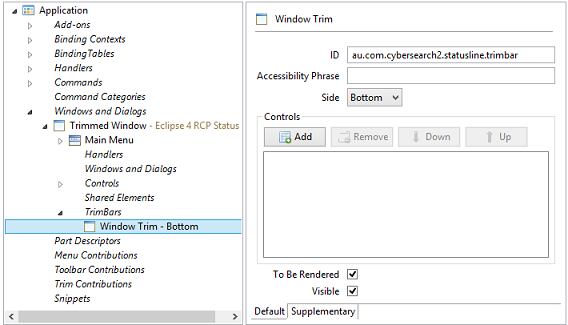 Application
Add-ons
Binding Contexts
BindingTables
Handlers
Commands
Command Categories
Windows and Dialogs
Trimmed Window - Eclipse 4 RCP Status
Main Menu
Handlers
Windows and Dialogs
Controls
Shared Elements
TrimBars
Window Trim - Bottom
Part Descriptors
Menu Contributions
Toolbar Contributions
Trim Contributions
Snippets
Window Trim
ID au.com.cybersearch2.statusline.trimbar
Accessibility Phrase
Side Bottom
Controls
Add Remove Down Up
To Be Rendered
Visible
Default Supplementary